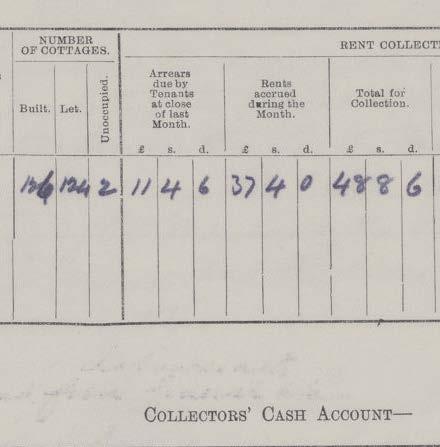 NUMBER
OF COTTAGES.
RENT COLLECT
Built.
Let.
Unoccupied.
Arrears
due by
Tenants
at close
of last
Month.
Rents
accrued
during the
Month.
Total for
Collection.
£ s. d. £ s. d. £ s. d.
126 124 2 11 4 6 37 4 0 48 8 6
COLLECTORS' CASH ACCOUNT—